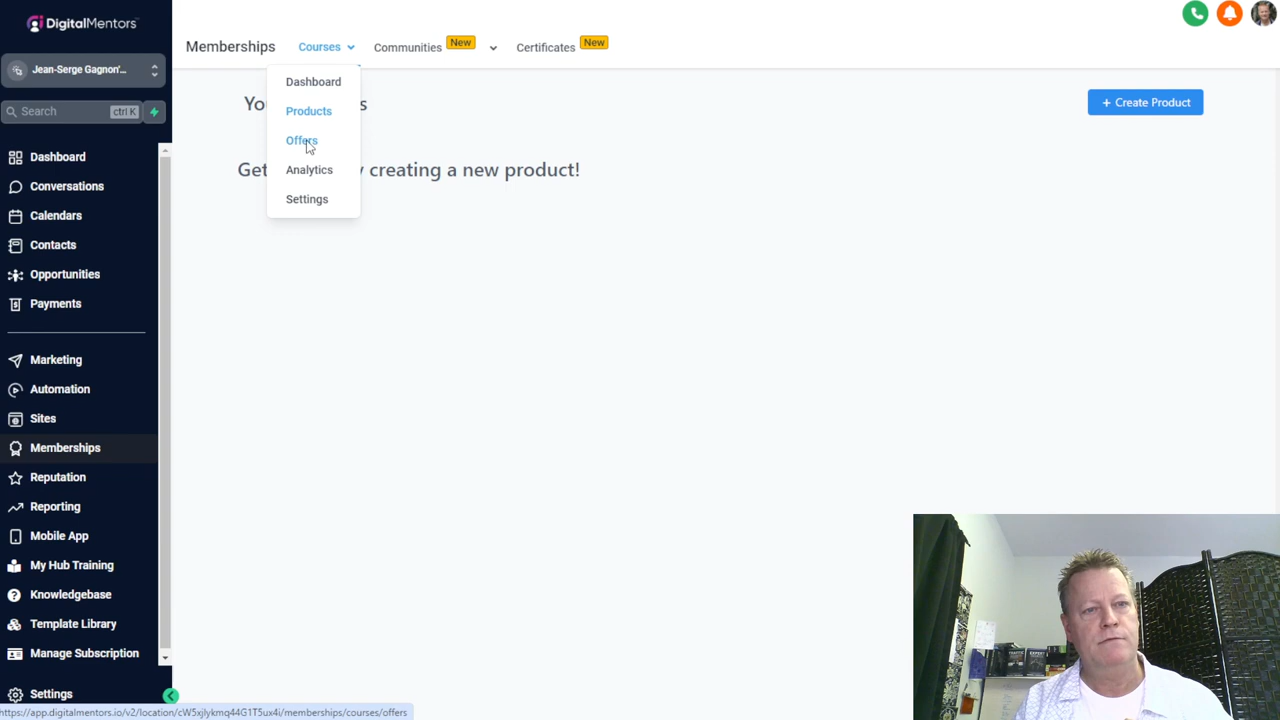 DigitalMentors
Jean-Serge Gagnon'...
Search ctrl K
Dashboard
Conversations
Calendars
Contacts
Opportunities
Payments
Marketing
Automation
Sites
Memberships
Reputation
Reporting
Mobile App
My Hub Training
Knowledgebase
Template Library
Manage Subscription
Settings
Memberships Courses Communities New Certificates New
Dashboard
Products
Offers
Analytics
Settings
+ Create Product
creating a new product!
https://app.digitalmentors.io/v2/location/cW5xjlykmq44G1T5ux4i/memberships/courses/offers